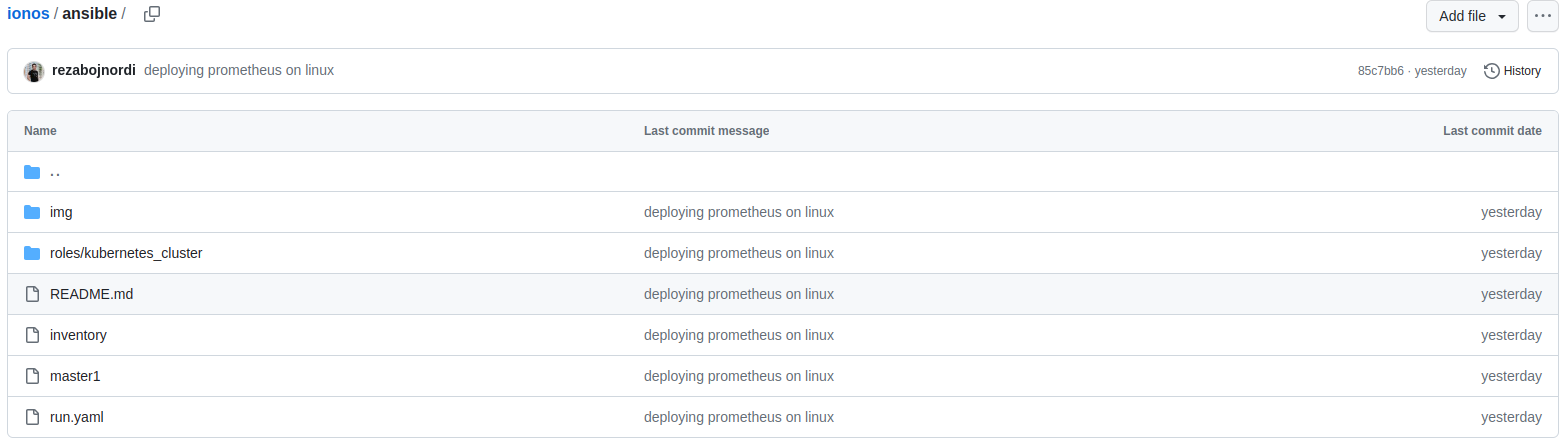 ionos / ansible /
Add file
rezabojnordi deploying prometheus on linux
85c7bb6 · yesterday History
Name Last commit message Last commit date
..
img deploying prometheus on linux yesterday
roles/kubernetes_cluster deploying prometheus on linux yesterday
README.md deploying prometheus on linux yesterday
inventory deploying prometheus on linux yesterday
master1 deploying prometheus on linux yesterday
run.yaml deploying prometheus on linux yesterday